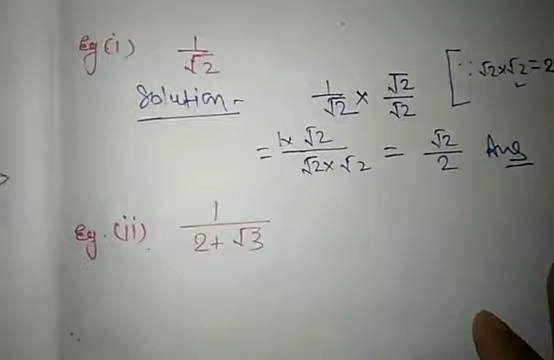 Eg (i) 1/√2
Solution - 1/√2 × √2/√2 [∵ √2×√2 = 2
= 1×√2/√2×√2 = √2/2 Ans
Eg. (ii) 1/2+√3